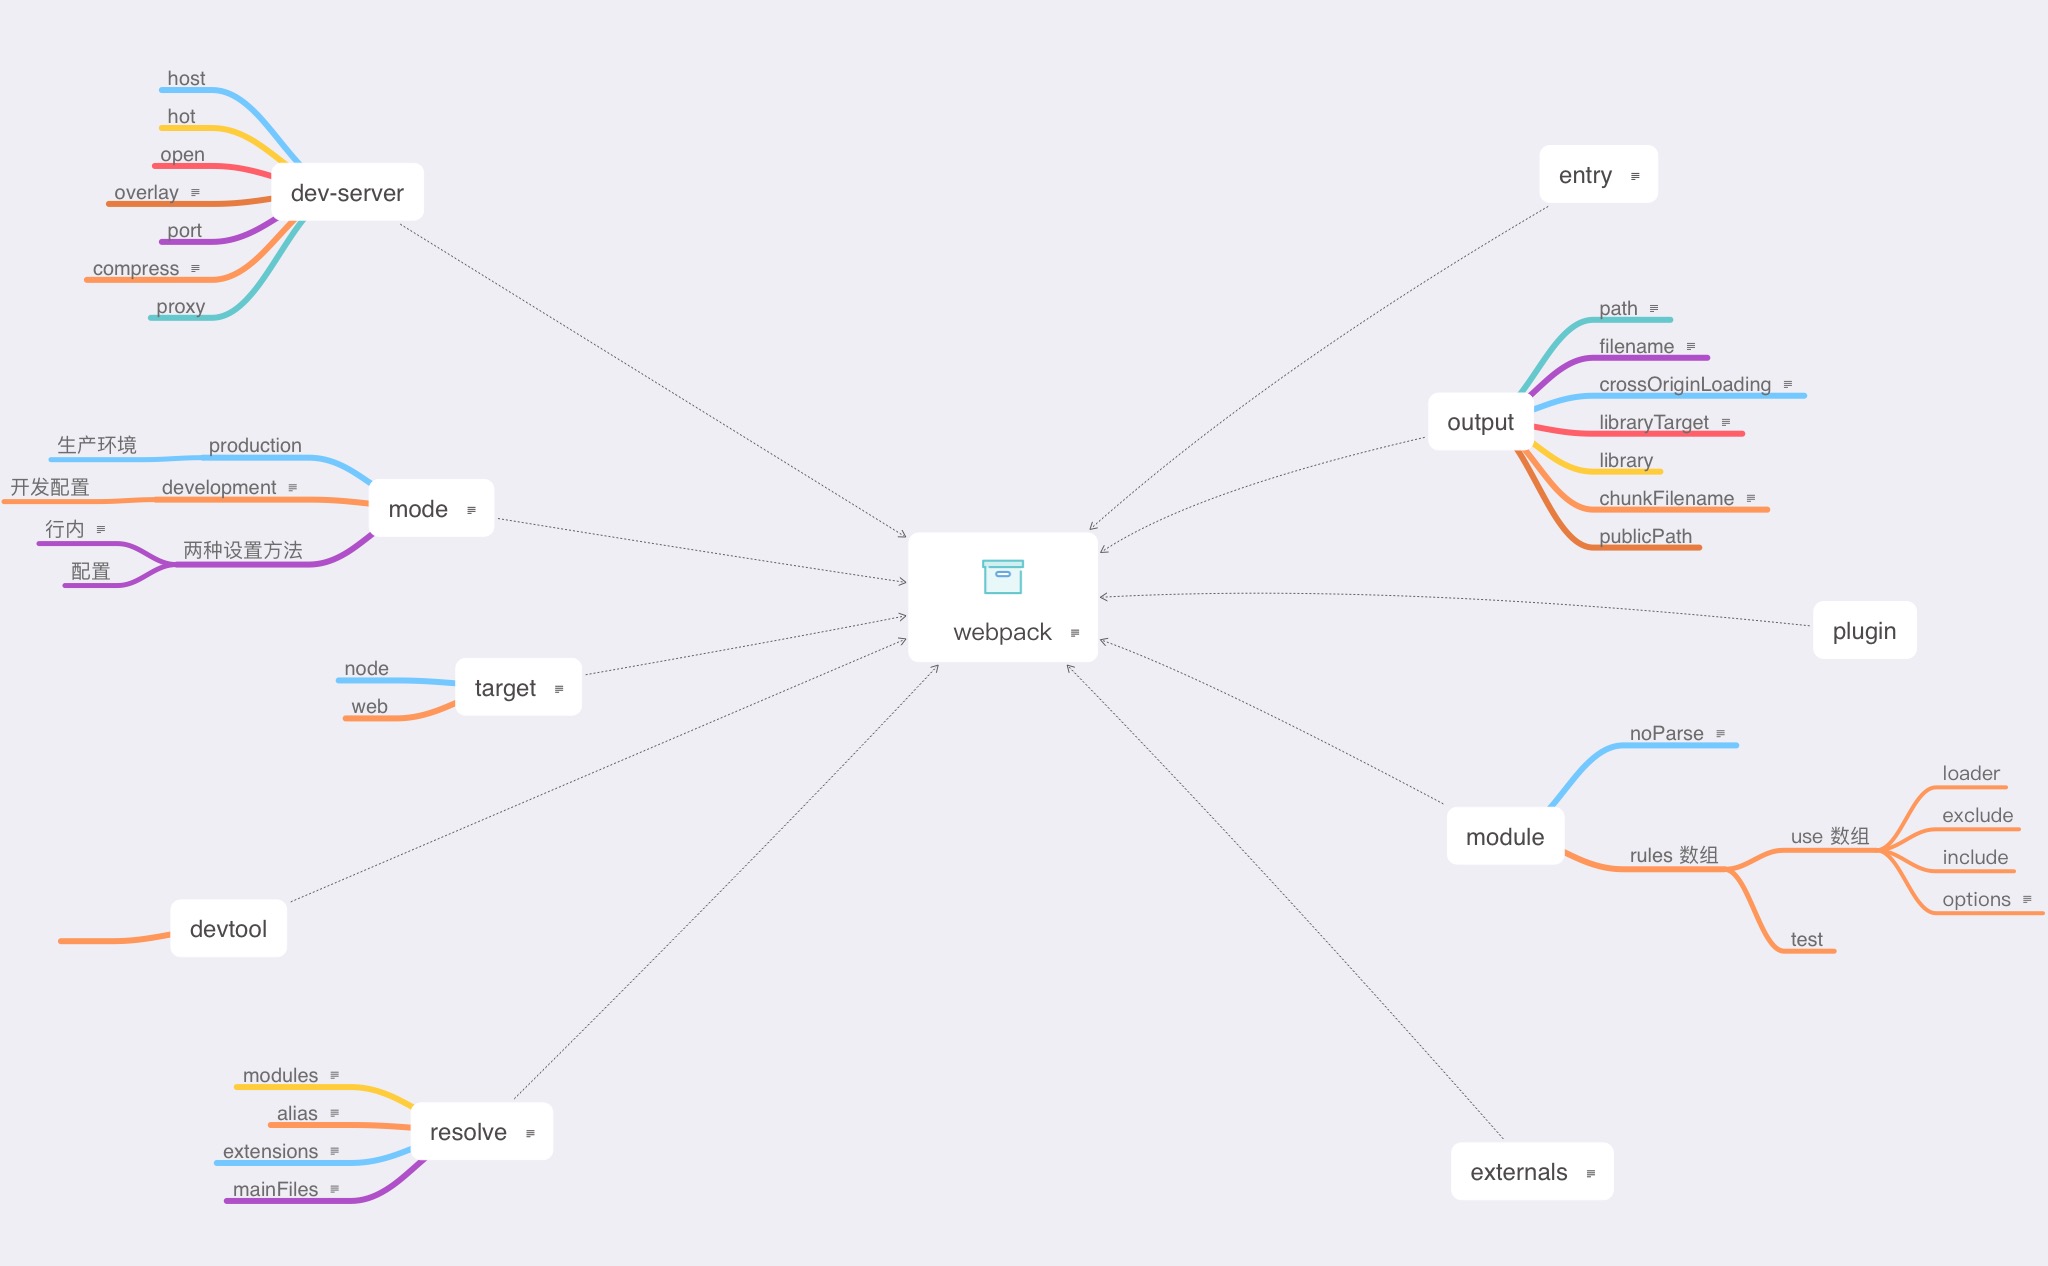 host
hot
open
overlay
port
compress
proxy
dev-server
生产环境
production
开发配置
development
行内
配置
两种设置方法
mode
node
web
target
devtool
modules
alias
extensions
mainFiles
resolve
webpack
entry
path
filename
crossOriginLoading
libraryTarget
library
chunkFilename
publicPath
output
plugin
noParse
module
rules 数组
use 数组
loader
exclude
include
options
test
externals